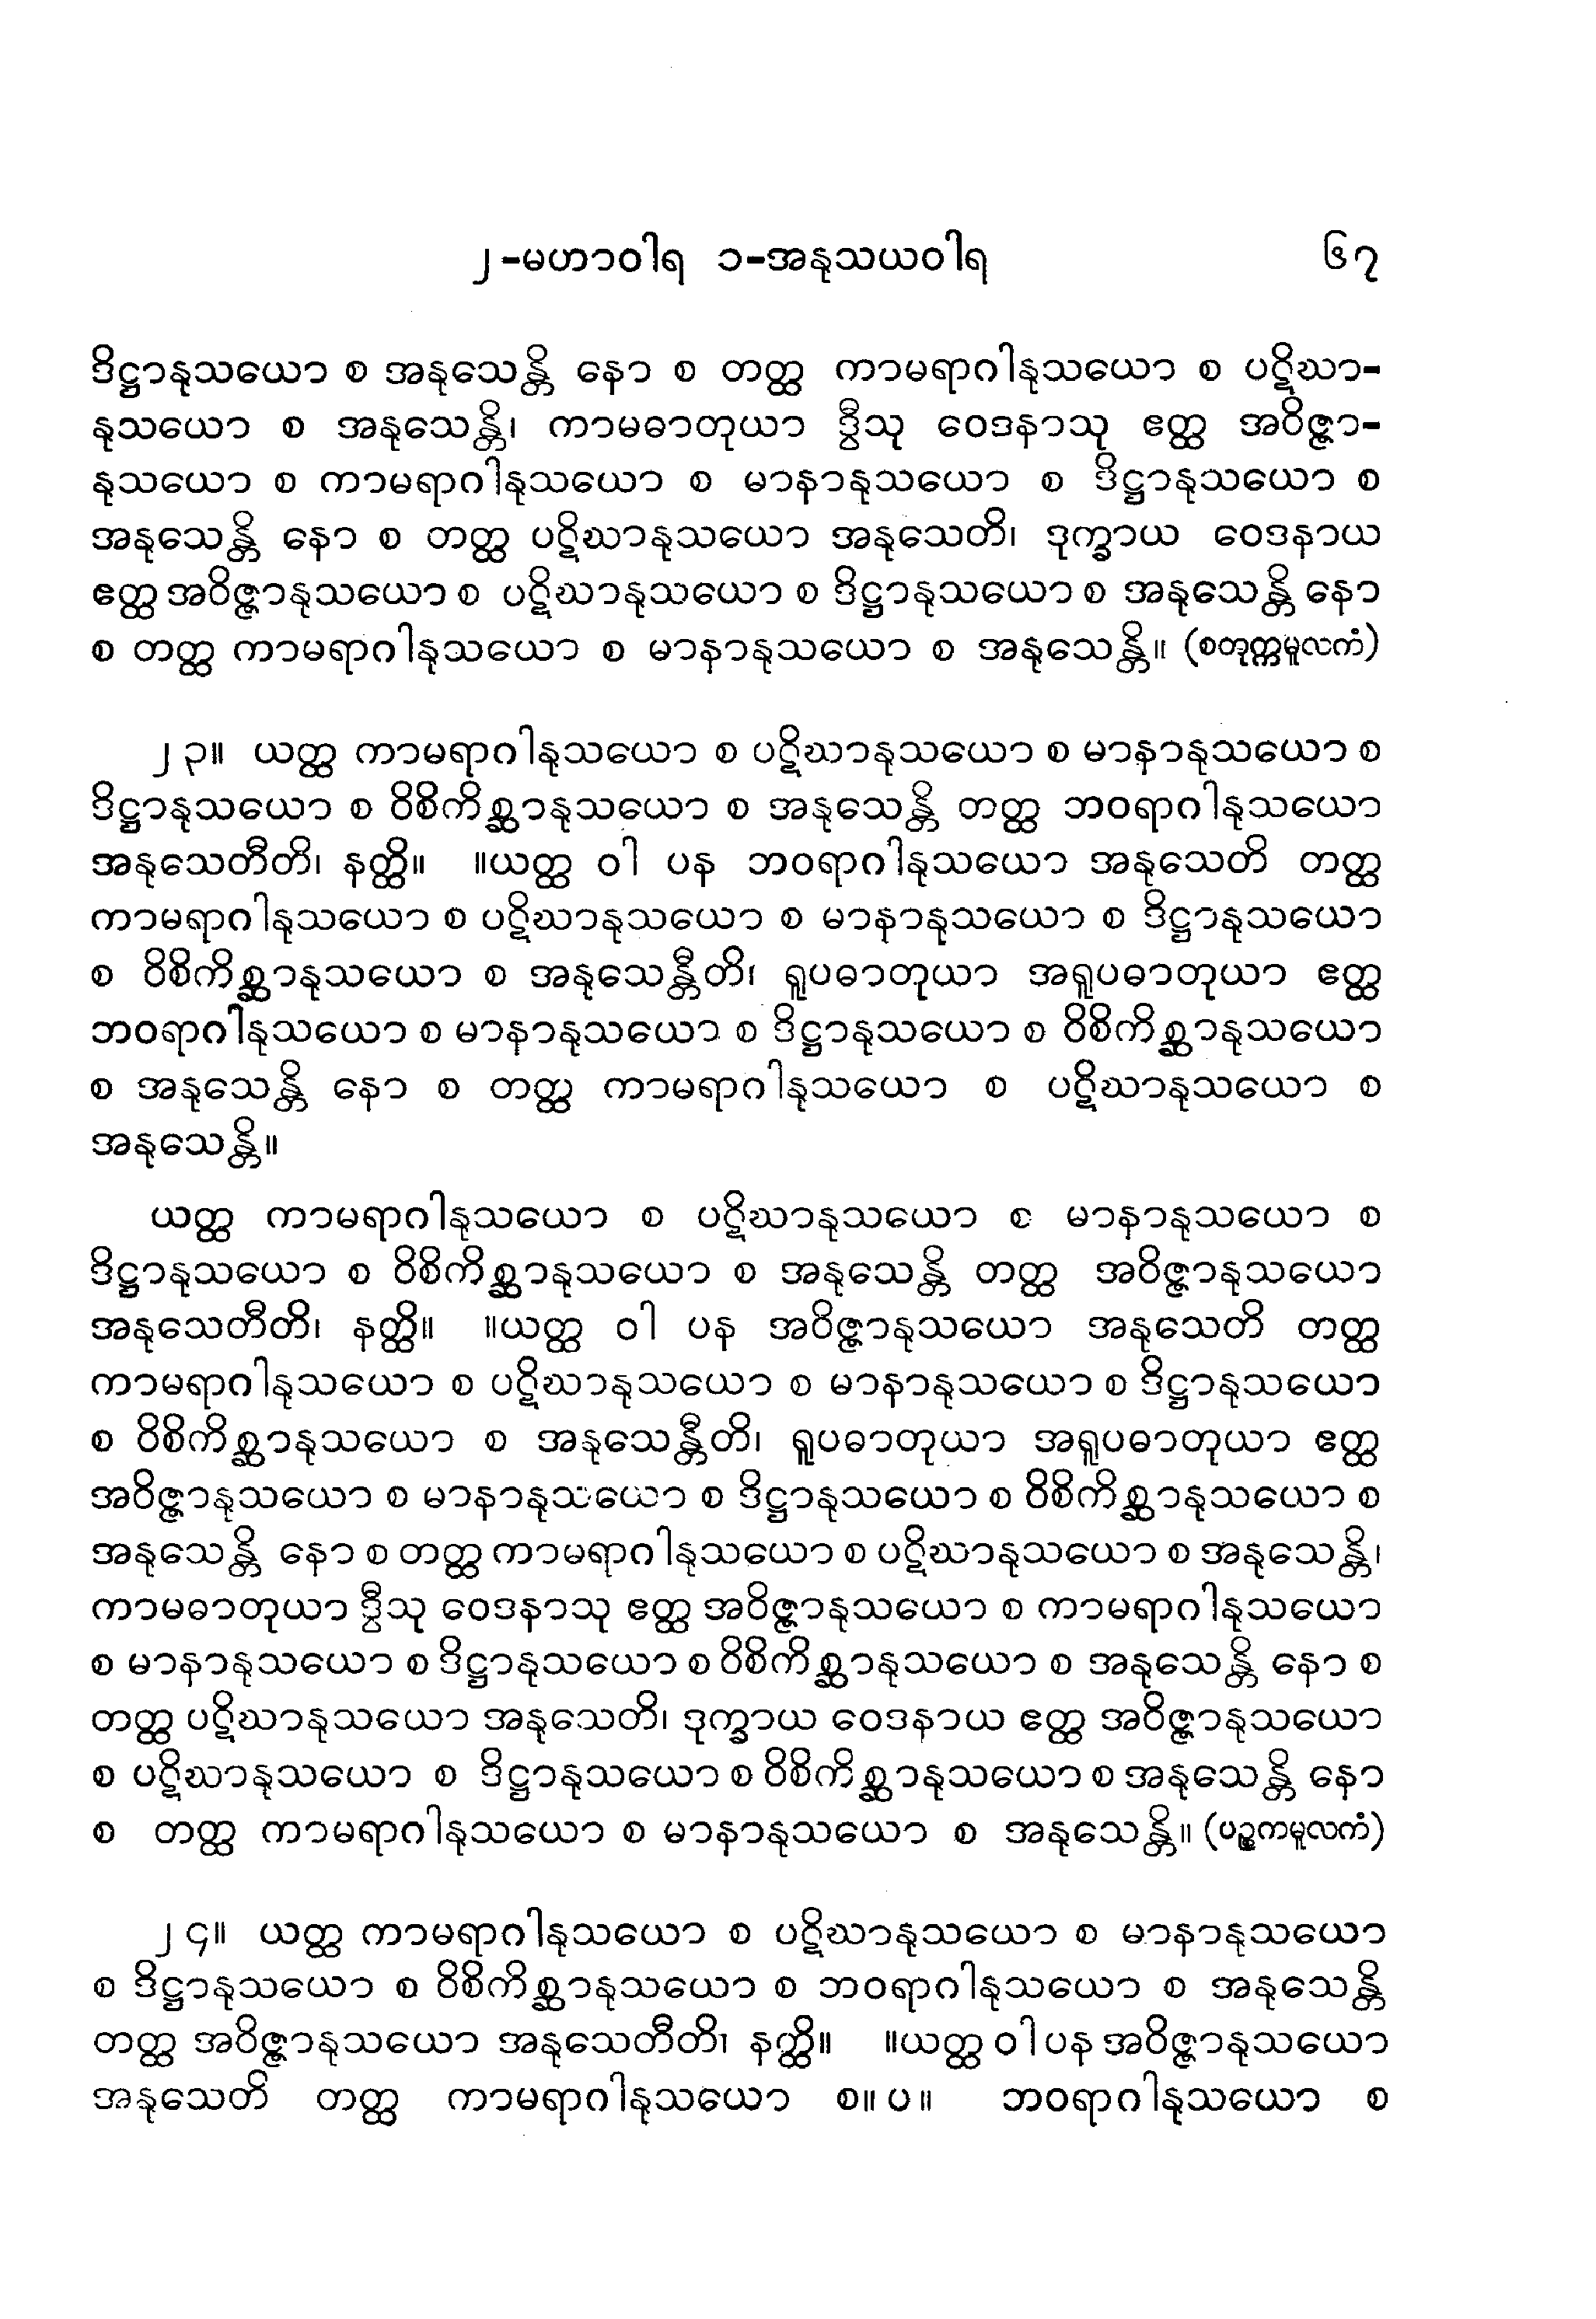 ၂-မဟာဝါရ ၁-အနုသယဝါရ ၆၇
ဒိဋ္ဌာနုသယော စ အနုသေန္တိ နော စ တတ္ထ ကာမရာဂါနုသယော စ ပဋိဃာ-
နုသယော စ အနုသေန္တိ၊ ကာမဓာတုယာ ဒွီသု ဝေဒနာသု ဧတ္ထ အဝိဇ္ဇာ-
နုသယော စ ကာမရာဂါနုသယော စ မာနာနုသယော စ ဒိဋ္ဌာနုသယော စ
အနုသေန္တိ နော စ တတ္ထ ပဋိဃာနုသယော အနုသေတိ၊ ဒုက္ခာယ ဝေဒနာယ
ဧတ္ထ အဝိဇ္ဇာနုသယော စ ပဋိဃာနုသယော စ ဒိဋ္ဌာနုသယော စ အနုသေန္တိ နော
စ တတ္ထ ကာမရာဂါနုသယော စ မာနာနုသယော စ အနုသေန္တိ။ (စတုက္ကမူလကံ)
၂၃။ ယတ္ထ ကာမရာဂါနုသယော စ ပဋိဃာနုသယော စ မာနာနုသယော စ
ဒိဋ္ဌာနုသယော စ ဝိစိကိစ္ဆာနုသယော စ အနုသေန္တိ တတ္ထ ဘဝရာဂါနုသယော
အနုသေတီတိ၊ နတ္ထိ။ ။ယတ္ထ ဝါ ပန ဘဝရာဂါနုသယော အနုသေတိ တတ္ထ
ကာမရာဂါနုသယော စ ပဋိဃာနုသယော စ မာနာနုသယော စ ဒိဋ္ဌာနုသယော
စ ဝိစိကိစ္ဆာနုသယော စ အနုသေန္တီတိ၊ ရူပဓာတုယာ အရူပဓာတုယာ ဧတ္ထ
ဘဝရာဂါနုသယော စ မာနာနုသယော စ ဒိဋ္ဌာနုသယော စ ဝိစိကိစ္ဆာနုသယော
စ အနုသေန္တိ နော စ တတ္ထ ကာမရာဂါနုသယော စ ပဋိဃာနုသယော စ
အနုသေန္တိ။
ယတ္ထ ကာမရာဂါနုသယော စ ပဋိဃာနုသယော စ မာနာနုသယော စ
ဒိဋ္ဌာနုသယော စ ဝိစိကိစ္ဆာနုသယော စ အနုသေန္တိ တတ္ထ အဝိဇ္ဇာနုသယော
အနုသေတီတိ၊ နတ္ထိ။ ။ယတ္ထ ဝါ ပန အဝိဇ္ဇာနုသယော အနုသေတိ တတ္ထ
ကာမရာဂါနုသယော စ ပဋိဃာနုသယော စ မာနာနုသယော စ ဒိဋ္ဌာနုသယော
စ ဝိစိကိစ္ဆာနုသယော စ အနုသေန္တီတိ၊ ရူပဓာတုယာ အရူပဓာတုယာ ဧတ္ထ
အဝိဇ္ဇာနုသယော စ မာနာနုသယော စ ဒိဋ္ဌာနုသယော စ ဝိစိကိစ္ဆာနုသယော စ
အနုသေန္တိ နော စ တတ္ထ ကာမရာဂါနုသယော စ ပဋိဃာနုသယော စ အနုသေန္တိ၊
ကာမဓာတုယာ ဒွီသု ဝေဒနာသု ဧတ္ထ အဝိဇ္ဇာနုသယော စ ကာမရာဂါနုသယော
စ မာနာနုသယော စ ဒိဋ္ဌာနုသယော စ ဝိစိကိစ္ဆာနုသယော စ အနုသေန္တိ နော စ
တတ္ထ ပဋိဃာနုသယော အနုသေတိ၊ ဒုက္ခာယ ဝေဒနာယ ဧတ္ထ အဝိဇ္ဇာနုသယော
စ ပဋိဃာနုသယော စ ဒိဋ္ဌာနုသယော စ ဝိစိကိစ္ဆာနုသယော စ အနုသေန္တိ နော
စ တတ္ထ ကာမရာဂါနုသယော စ မာနာနုသယော စ အနုသေန္တိ။ (ပဉ္စကမူလကံ)
၂၄။ ယတ္ထ ကာမရာဂါနုသယော စ ပဋိဃာနုသယော စ မာနာနုသယော
စ ဒိဋ္ဌာနုသယော စ ဝိစိကိစ္ဆာနုသယော စ ဘဝရာဂါနုသယော စ အနုသေန္တိ
တတ္ထ အဝိဇ္ဇာနုသယော အနုသေတီတိ၊ နတ္ထိ။ ။ယတ္ထ ဝါ ပန အဝိဇ္ဇာနုသယော
အနုသေတိ တတ္ထ ကာမရာဂါနုသယော စ။ ပ။ ဘဝရာဂါနုသယော စ